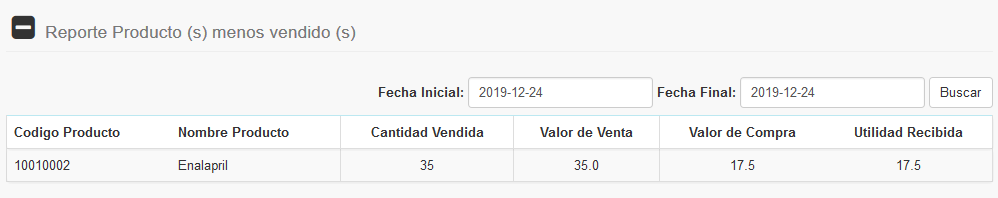 Reporte Producto (s) menos vendido (s)
Fecha Inicial: 2019-12-24 Fecha Final: 2019-12-24 Buscar
Codigo Producto Nombre Producto Cantidad Vendida Valor de Venta Valor de Compra Utilidad Recibida
10010002 Enalapril 35 35.0 17.5 17.5